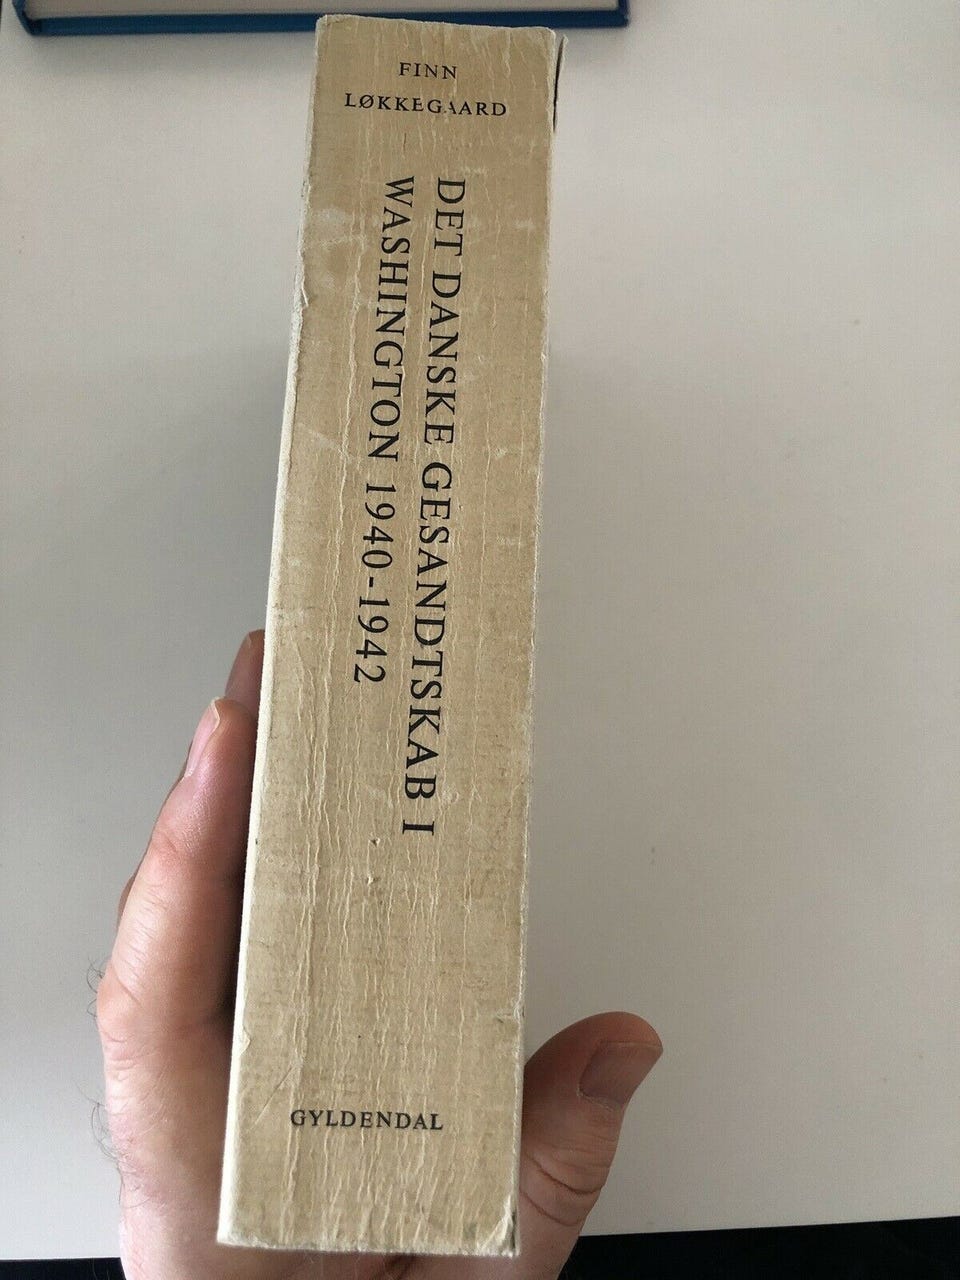 FINN
LØKKEGAARD
DET DANSKE GESANDTSKAB I
WASHINGTON 1940-1942
GYLDENDAL